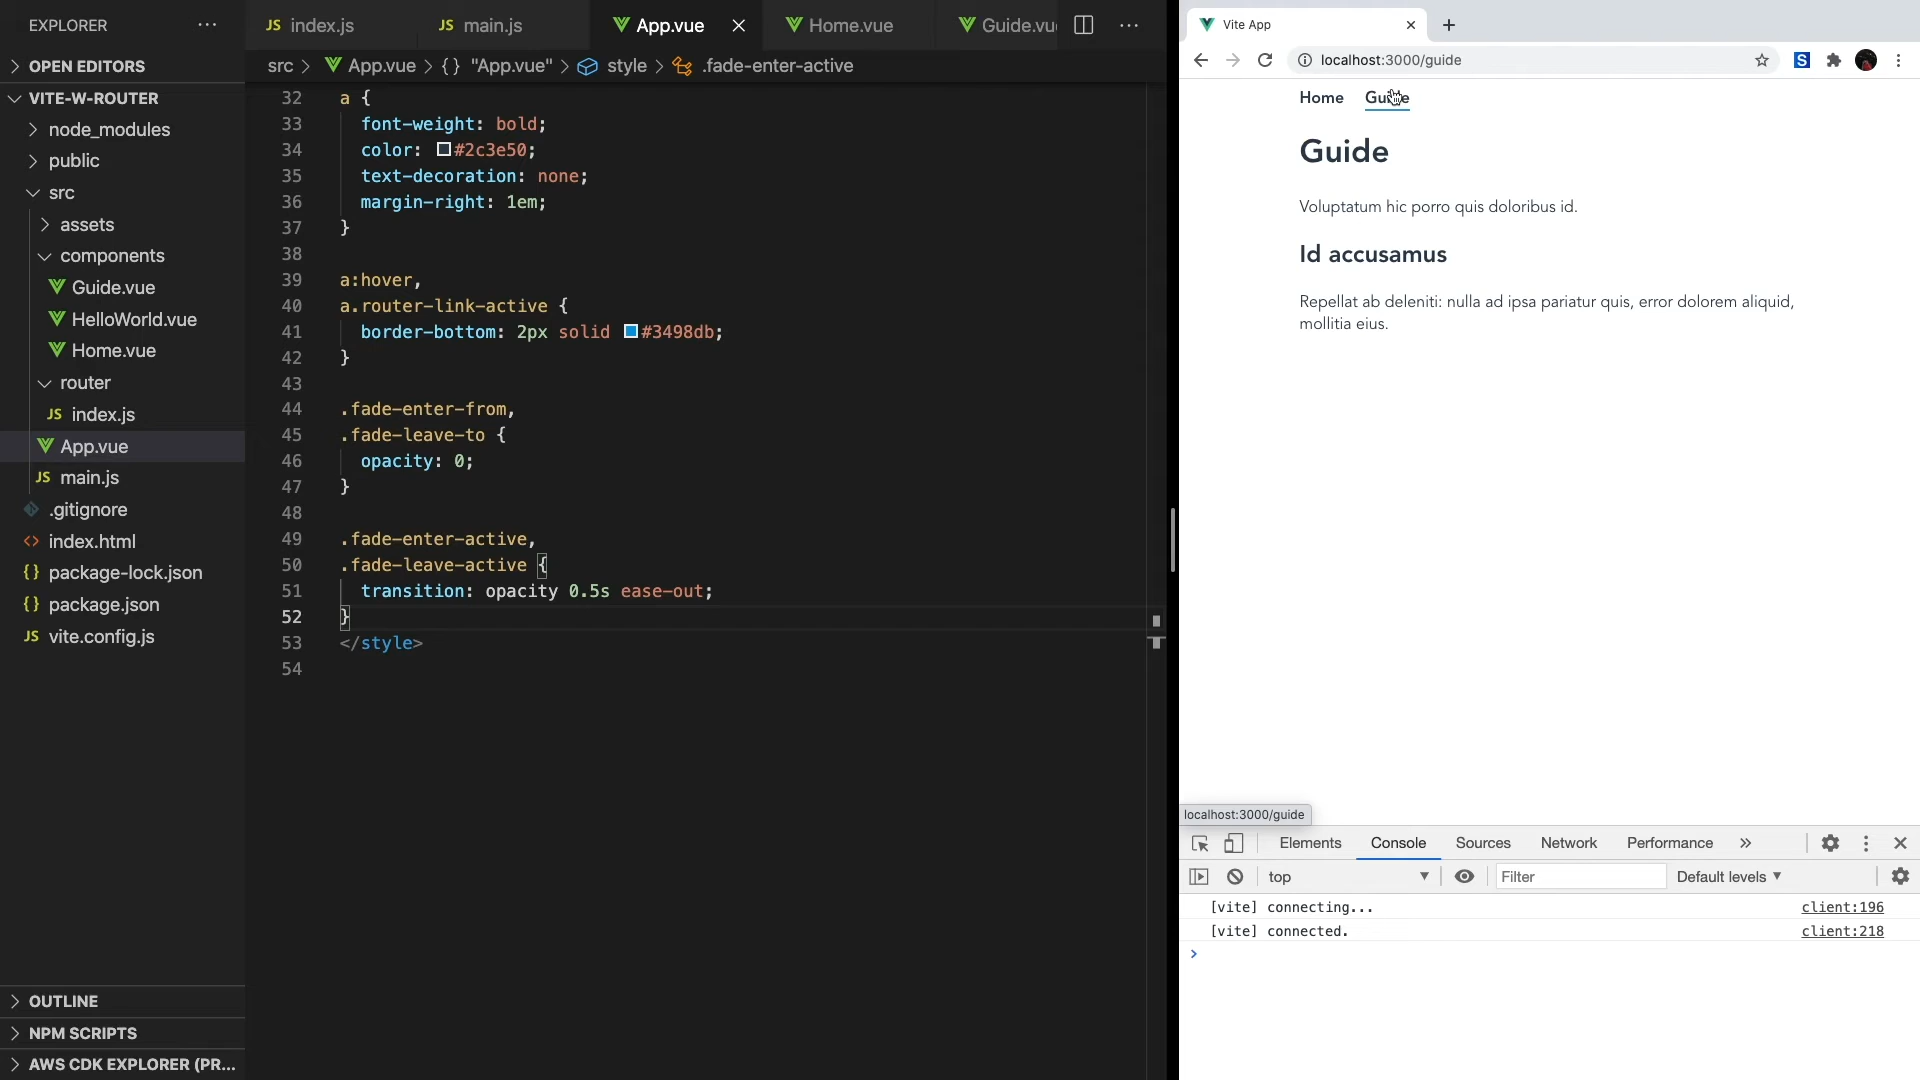 EXPLORER
OPEN EDITORS
VITE-W-ROUTER
node_modules
public
src
assets
components
Guide.vue
HelloWorld.vue
Home.vue
router
JS index.js
App.vue
JS main.js
.gitignore
<> index.html
{} package-lock.json
{} package.json
JS vite.config.js
OUTLINE
NPM SCRIPTS
AWS CDK EXPLORER (PR...
JS index.js JS main.js App.vue Home.vue Guide.vu
src > App.vue > {} "App.vue" > style > .fade-enter-active
32 a {
33 font-weight: bold;
34 color: #2c3e50;
35 text-decoration: none;
36 margin-right: 1em;
37 }
38
39 a:hover,
40 a.router-link-active {
41 border-bottom: 2px solid #3498db;
42 }
43
44 .fade-enter-from,
45 .fade-leave-to {
46 opacity: 0;
47 }
48
49 .fade-enter-active,
50 .fade-leave-active {
51 transition: opacity 0.5s ease-out;
52 }
53 </style>
54
Vite App
localhost:3000/guide
S
Home Guide
Guide
Voluptatum hic porro quis doloribus id.
Id accusamus
Repellat ab deleniti: nulla ad ipsa pariatur quis, error dolorem aliquid,
mollitia eius.
localhost:3000/guide
Elements Console Sources Network Performance »
top Filter Default levels
[vite] connecting... client:196
[vite] connected. client:218